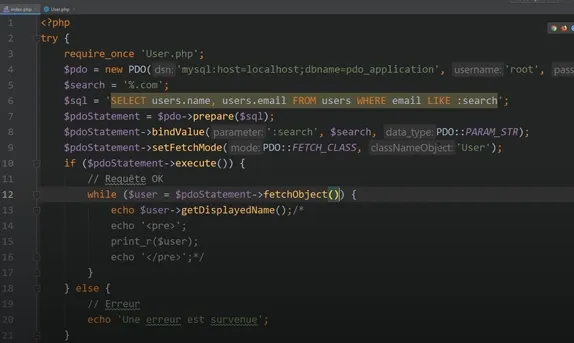 index.php User.php
1 <?php
2 try {
3 require_once 'User.php';
4 $pdo = new PDO( dsn: 'mysql:host=localhost;dbname=pdo_application', username: 'root', pass
5 $search = '%.com';
6 $sql = 'SELECT users.name, users.email FROM users WHERE email LIKE :search';
7 $pdoStatement = $pdo->prepare($sql);
8 $pdoStatement->bindValue( parameter: ':search', $search, data_type: PDO::PARAM_STR);
9 $pdoStatement->setFetchMode( mode: PDO::FETCH_CLASS, classNameObject: 'User');
10 if ($pdoStatement->execute()) {
11 // Requête OK
12 while ($user = $pdoStatement->fetchObject()) {
13 echo $user->getDisplayedName();/*
14 echo '<pre>';
15 print_r($user);
16 echo '</pre>';*/
17 }
18 } else {
19 // Erreur
20 echo 'Une erreur est survenue';
21 }